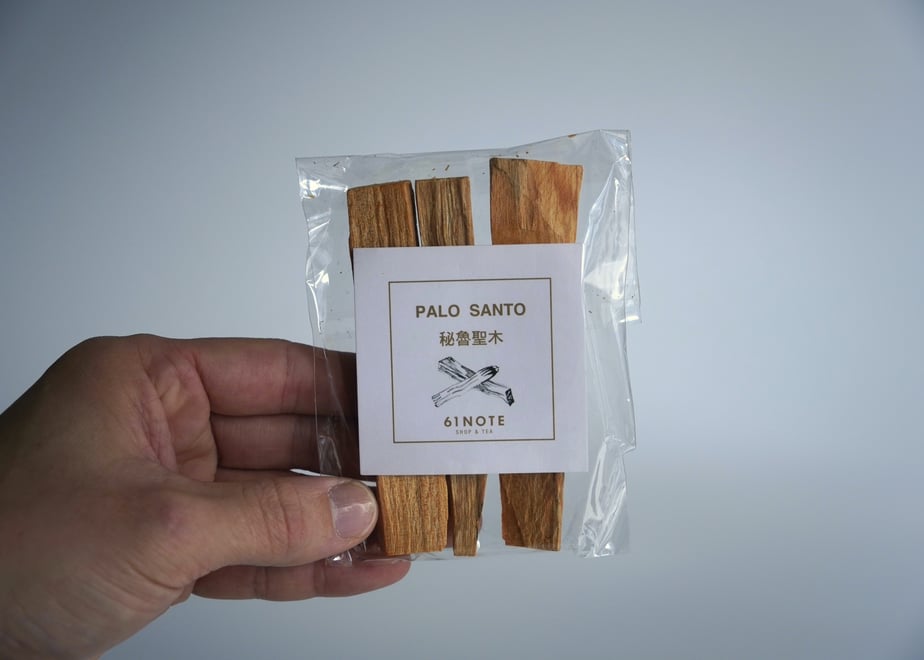 PALO SANTO
秘魯聖木
61NOTE
SHOP & TEA